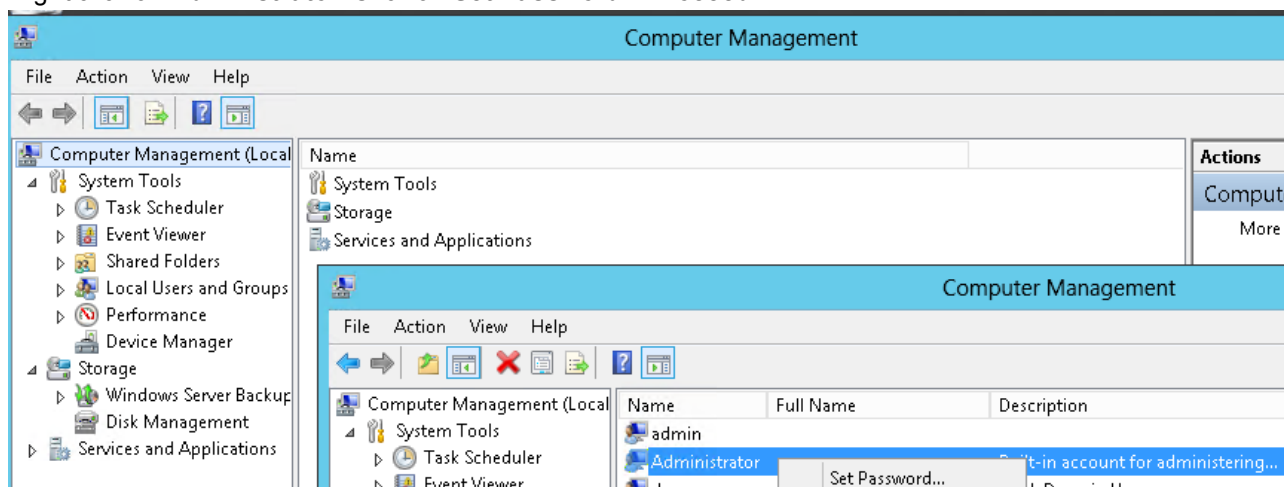 Computer Management
File Action View Help
Computer Management (Local
System Tools
Task Scheduler
Event Viewer
Shared Folders
Local Users and Groups
Performance
Device Manager
Storage
Windows Server Backup
Disk Management
Services and Applications
Name
System Tools
Storage
Services and Applications
Actions
Comput
More
Computer Management
File Action View Help
Computer Management (Local
System Tools
Task Scheduler
Event Viewer
Name Full Name Description
admin
Administrator t-in account for administering...
Set Password...